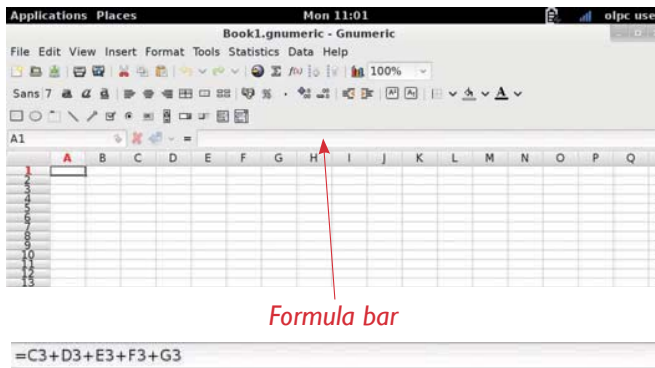 Applications Places Mon 11:01 olpc use
Book1.gnumeric - Gnumeric
File Edit View Insert Format Tools Statistics Data Help
100%
Sans 7
A1 =
A B C D E F G H I J K L M N O P Q
1
2
3
4
5
6
7
8
9
10
11
12
13
Formula bar
=C3+D3+E3+F3+G3